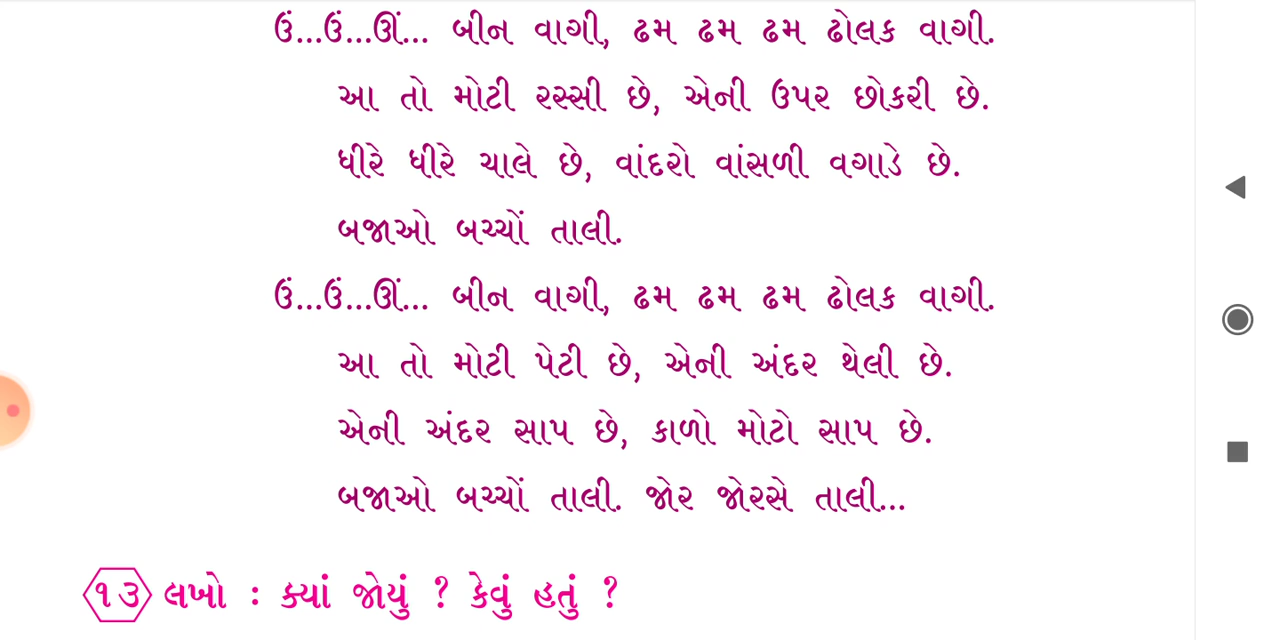 ઉં...ઉં...ઊં... બીન વાગી, ઢમ ઢમ ઢમ ઢોલક વાગી.
આ તો મોટી રસ્સી છે, એની ઉપર છોકરી છે.
ધીરે ધીરે ચાલે છે, વાંદરો વાંસળી વગાડે છે.
બજાઓ બચ્ચોં તાલી.
ઉં...ઉં...ઊં... બીન વાગી, ઢમ ઢમ ઢમ ઢોલક વાગી.
આ તો મોટી પેટી છે, એની અંદર થેલી છે.
એની અંદર સાપ છે, કાળો મોટો સાપ છે.
બજાઓ બચ્ચોં તાલી. જોર જોરસે તાલી...
૧૩ લખો : ક્યાં જોયું ? કેવું હતું ?